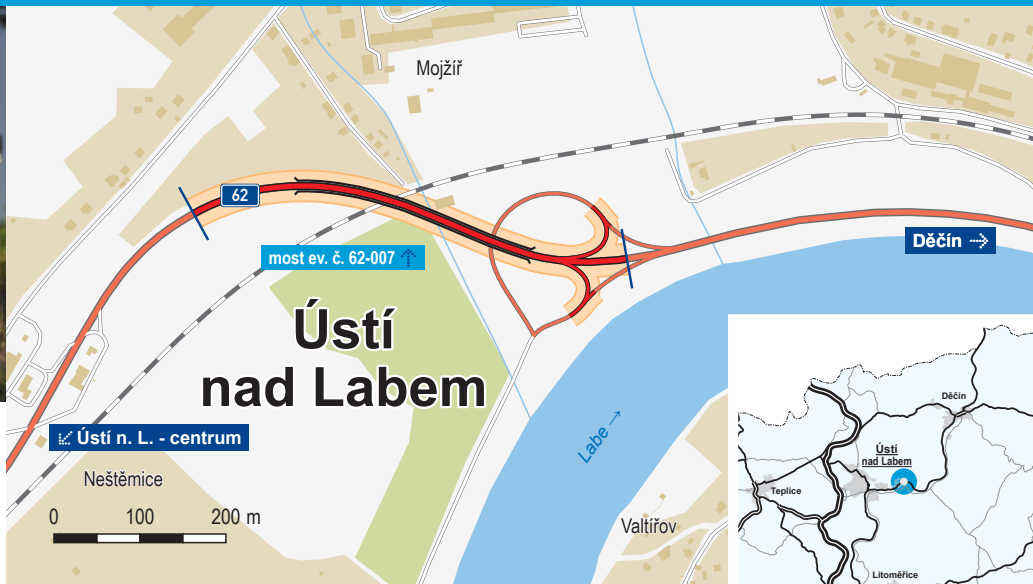 Mojžíř
62
most ev. č. 62-007 ↑
Děčín →
Ústí
nad Labem
↙ Ústí n. L. - centrum
Neštěmice
0 100 200 m
Labe →
Valtířov
Děčín
Ústí
nad Labem
Teplice
Litoměřice